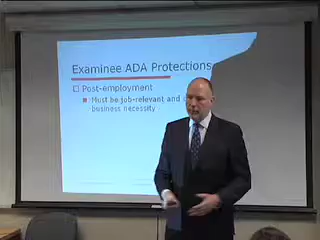 Examinee ADA Protections
Post-employment
Must be job-relevant and
business necessity